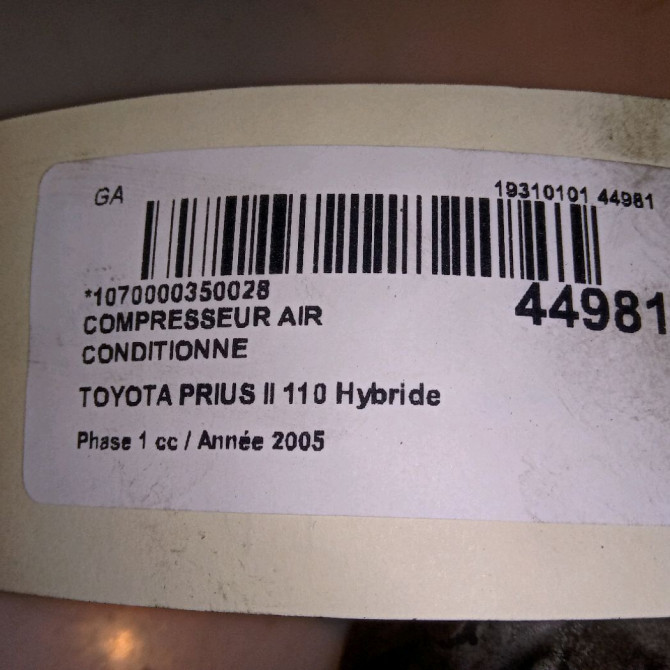 GA
19310101 44981
*1070000350028
44981
COMPRESSEUR AIR
CONDITIONNE
TOYOTA PRIUS II 110 Hybride
Phase 1 cc / Année 2005